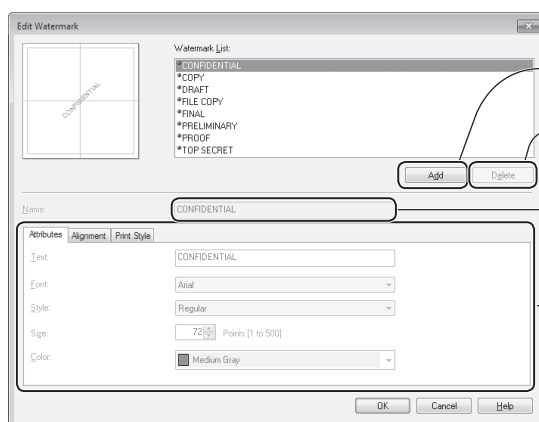 Edit Watermark
CONFIDENTIAL
Watermark List:
CONFIDENTIAL
COPY
DRAFT
FILE COPY
FINAL
PRELIMINARY
PROOF
TOP SECRET
Add Delete
Name: CONFIDENTIAL
Attributes Alignment Print Style
Text: CONFIDENTIAL
Font: Arial
Style: Regular
Size: 72 Points [1 to 500]
Color: Medium Gray
OK Cancel Help